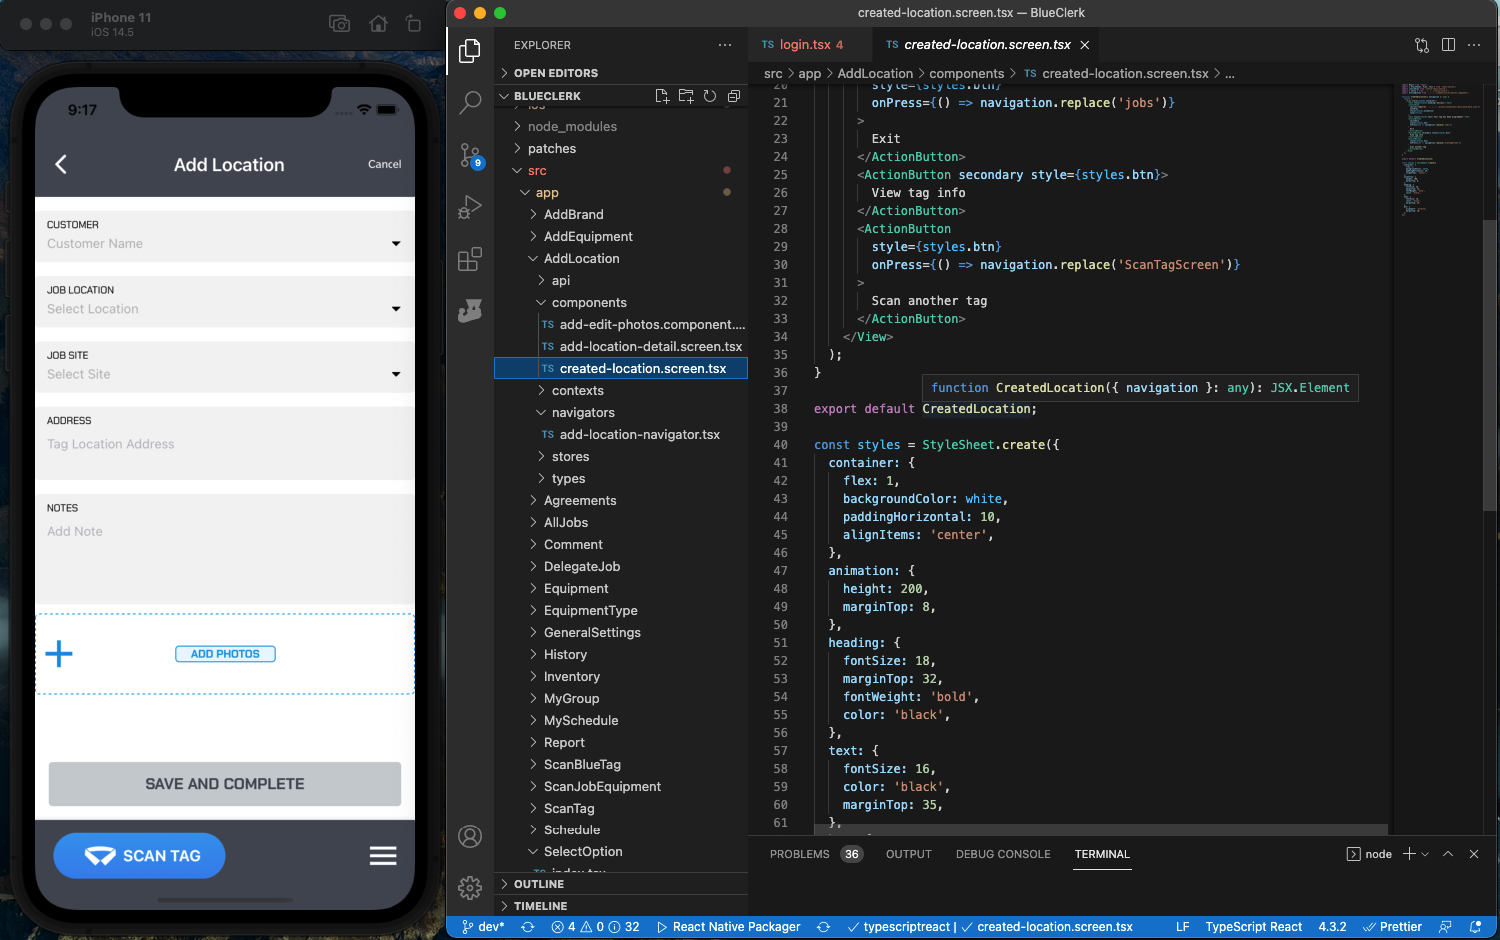 iPhone 11
iOS 14.5
9:17
Add Location
Cancel
CUSTOMER
Customer Name
JOB LOCATION
Select Location
JOB SITE
Select Site
ADDRESS
Tag Location Address
NOTES
Add Note
ADD PHOTOS
SAVE AND COMPLETE
SCAN TAG
created-location.screen.tsx — BlueClerk
EXPLORER
OPEN EDITORS
BLUECLERK
ios
node_modules
patches
src
app
AddBrand
AddEquipment
AddLocation
api
components
TS add-edit-photos.component....
TS add-location-detail.screen.tsx
TS created-location.screen.tsx
contexts
navigators
TS add-location-navigator.tsx
stores
types
Agreements
AllJobs
Comment
DelegateJob
Equipment
EquipmentType
GeneralSettings
History
Inventory
MyGroup
MySchedule
Report
ScanBlueTag
ScanJobEquipment
ScanTag
Schedule
SelectOption
TS index.tsx
OUTLINE
TIMELINE
9
TS login.tsx 4
TS created-location.screen.tsx
src > app > AddLocation > components > TS created-location.screen.tsx > ...
20 style={styles.btn}
21 onPress={() => navigation.replace('jobs')}
22 >
23 Exit
24 </ActionButton>
25 <ActionButton secondary style={styles.btn}>
26 View tag info
27 </ActionButton>
28 <ActionButton
29 style={styles.btn}
30 onPress={() => navigation.replace('ScanTagScreen')}
31 >
32 Scan another tag
33 </ActionButton>
34 </View>
35 );
36 }
37
function CreatedLocation({ navigation }: any): JSX.Element
38 export default CreatedLocation;
39
40 const styles = StyleSheet.create({
41 container: {
42 flex: 1,
43 backgroundColor: white,
44 paddingHorizontal: 10,
45 alignItems: 'center',
46 },
47 animation: {
48 height: 200,
49 marginTop: 8,
50 },
51 heading: {
52 fontSize: 18,
53 marginTop: 32,
54 fontWeight: 'bold',
55 color: 'black',
56 },
57 text: {
58 fontSize: 16,
59 color: 'black',
60 marginTop: 35,
61 },
PROBLEMS 36 OUTPUT DEBUG CONSOLE TERMINAL node
dev* 4 0 32 React Native Packager typescriptreact | created-location.screen.tsx LF TypeScript React 4.3.2 Prettier